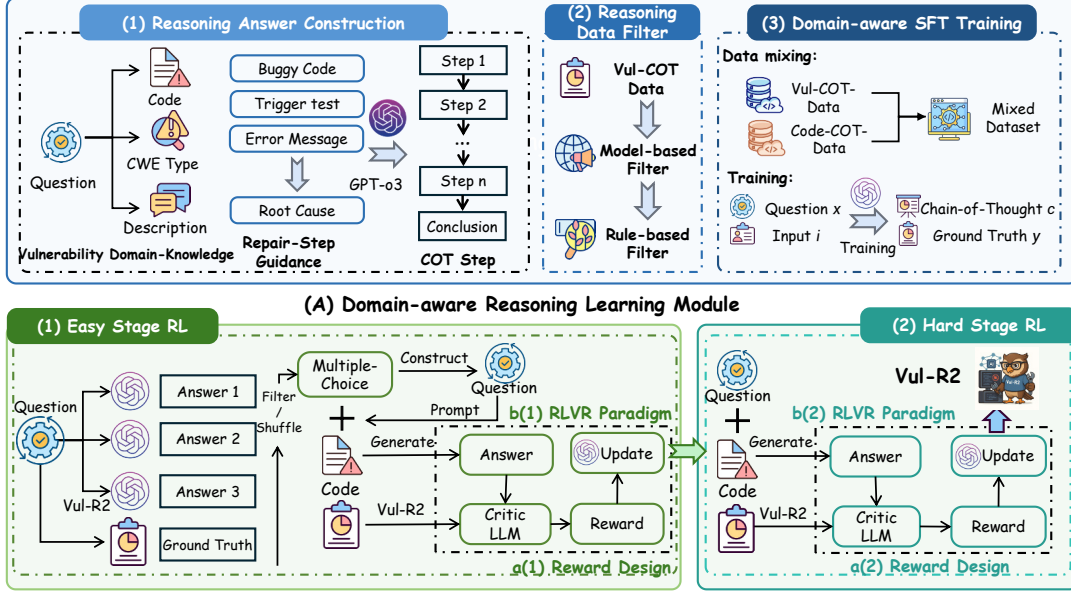 (1) Reasoning Answer Construction
Code
CWE Type
Description
Question
Vulnerability Domain-Knowledge
Buggy Code
Trigger test
Error Message
Root Cause
Repair-Step
Guidance
GPT-o3
Step 1
Step 2
...
Step n
Conclusion
COT Step
(2) Reasoning
Data Filter
Vul-COT
Data
Model-based
Filter
Rule-based
Filter
(3) Domain-aware SFT Training
Data mixing:
Vul-COT-
Data
Code-COT-
Data
Mixed
Dataset
Training:
Question x
Input i
Training
Chain-of-Thought c
Ground Truth y
(A) Domain-aware Reasoning Learning Module
(1) Easy Stage RL
Question
Vul-R2
Answer 1
Answer 2
Answer 3
Ground Truth
Filter
/
Shuffle
Multiple-
Choice
Construct
Question
Prompt
+
Code
Generate
Vul-R2
b(1) RLVR Paradigm
Answer
Update
Critic
LLM
Reward
a(1) Reward Design
(2) Hard Stage RL
Question
+
Code
Generate
Vul-R2
Vul-R2
Vul-R2
b(2) RLVR Paradigm
Answer
Update
Critic
LLM
Reward
a(2) Reward Design